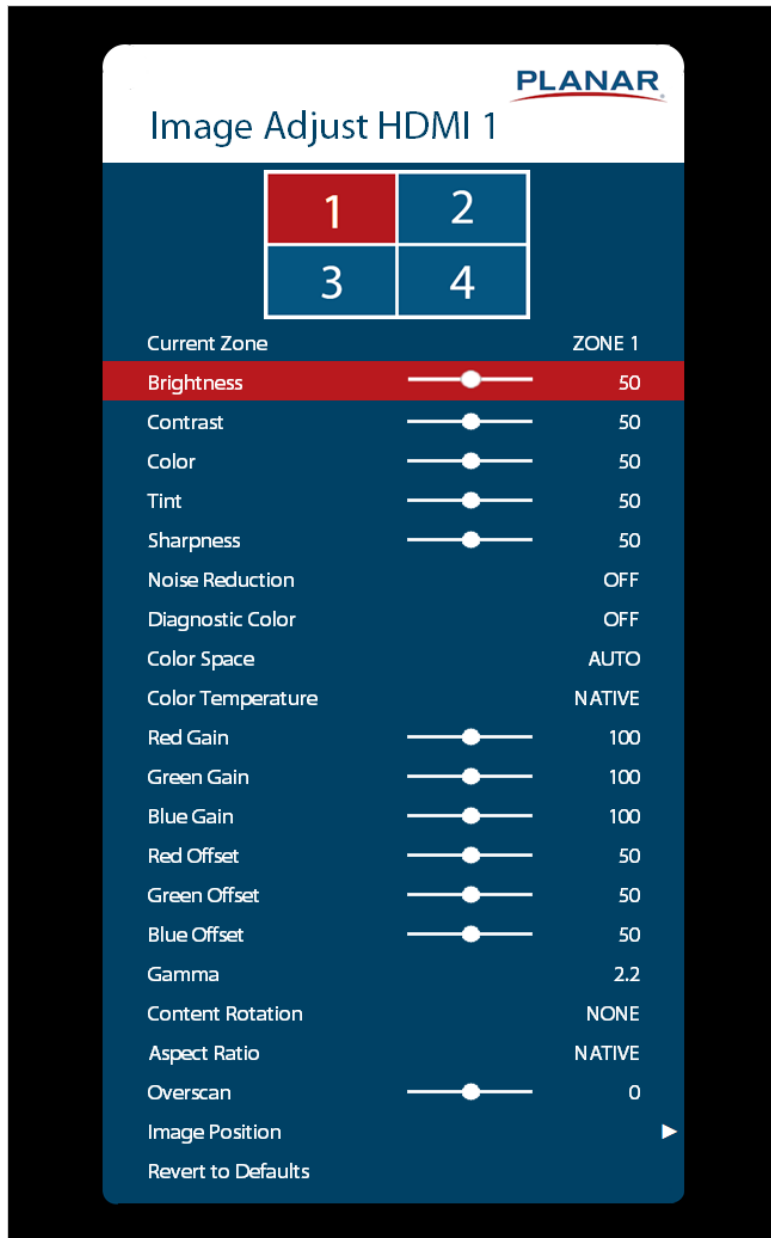 PLANAR
Image Adjust HDMI 1
1 2
3 4
Current Zone ZONE 1
Brightness 50
Contrast 50
Color 50
Tint 50
Sharpness 50
Noise Reduction OFF
Diagnostic Color OFF
Color Space AUTO
Color Temperature NATIVE
Red Gain 100
Green Gain 100
Blue Gain 100
Red Offset 50
Green Offset 50
Blue Offset 50
Gamma 2.2
Content Rotation NONE
Aspect Ratio NATIVE
Overscan 0
Image Position
Revert to Defaults